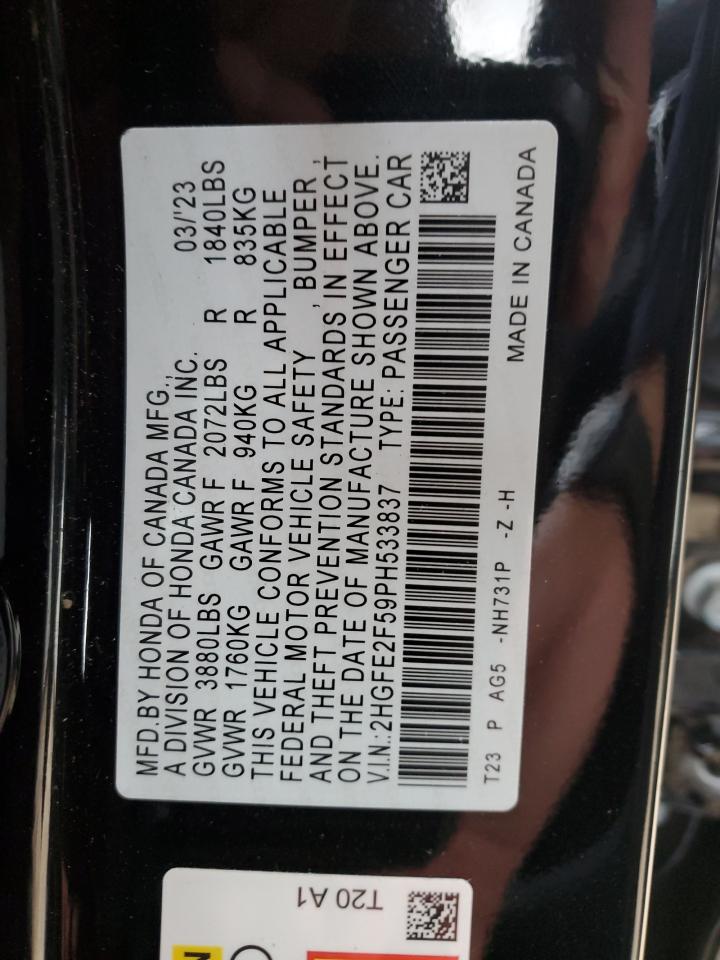 MFD.BY HONDA OF CANADA MFG.,
A DIVISION OF HONDA CANADA INC. 03/'23
GVWR 3880LBS GAWR F 2072LBS R 1840LBS
GVWR 1760KG GAWR F 940KG R 835KG
THIS VEHICLE CONFORMS TO ALL APPLICABLE
FEDERAL MOTOR VEHICLE SAFETY , BUMPER ,
AND THEFT PREVENTION STANDARDS IN EFFECT
ON THE DATE OF MANUFACTURE SHOWN ABOVE.
V.I.N.:2HGFE2F59PH533837 TYPE: PASSENGER CAR
MADE IN CANADA
T23 P AG5 -NH731P -Z -H
T20 A1
N